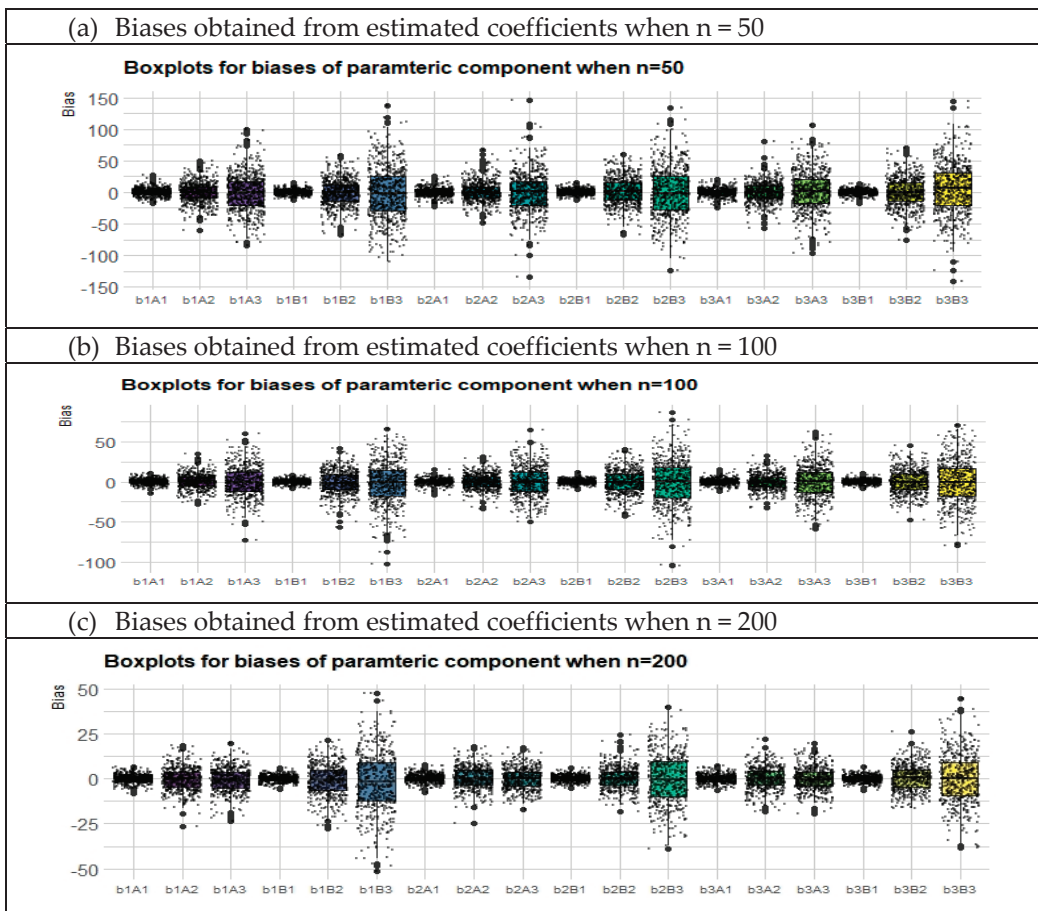 (a) Biases obtained from estimated coefficients when n = 50
Boxplots for biases of paramteric component when n=50
Bias
150
100
50
0
-50
-100
-150
b1A1 b1A2 b1A3 b1B1 b1B2 b1B3 b2A1 b2A2 b2A3 b2B1 b2B2 b2B3 b3A1 b3A2 b3A3 b3B1 b3B2 b3B3
(b) Biases obtained from estimated coefficients when n = 100
Boxplots for biases of paramteric component when n=100
Bias
50
0
-50
-100
b1A1 b1A2 b1A3 b1B1 b1B2 b1B3 b2A1 b2A2 b2A3 b2B1 b2B2 b2B3 b3A1 b3A2 b3A3 b3B1 b3B2 b3B3
(c) Biases obtained from estimated coefficients when n = 200
Boxplots for biases of paramteric component when n=200
Bias
50
25
0
-25
-50
b1A1 b1A2 b1A3 b1B1 b1B2 b1B3 b2A1 b2A2 b2A3 b2B1 b2B2 b2B3 b3A1 b3A2 b3A3 b3B1 b3B2 b3B3